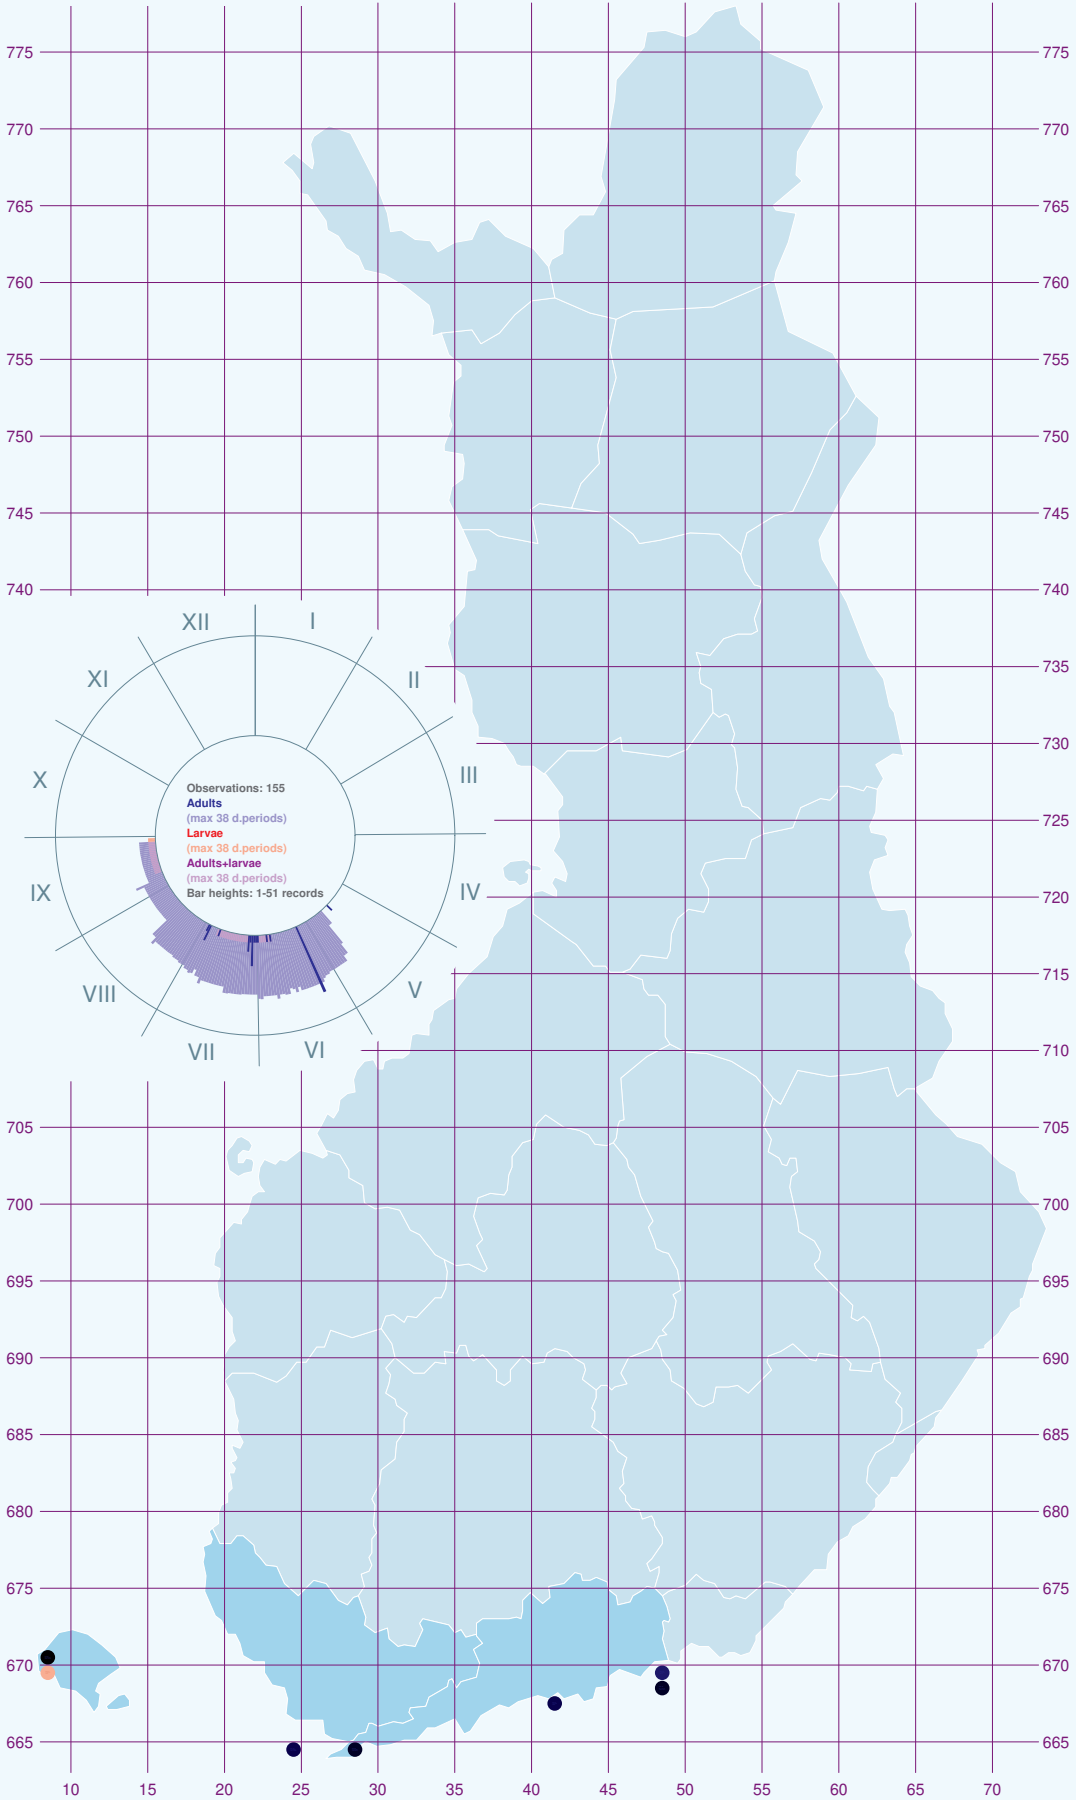 775 775
770 770
765 765
760 760
755 755
750 750
745 745
740 740
XII I
735
XI II
730
X III
Observations: 155
Adults
(max 38 d.periods)
725
Larvae
(max 38 d.periods)
Adults+larvae
(max 38 d.periods)
Bar heights: 1-51 records
IX IV
720
715
VIII V
VII VI
710
705 705
700 700
695 695
690 690
685 685
680 680
675 675
670 670
665 665
10 15 20 25 30 35 40 45 50 55 60 65 70